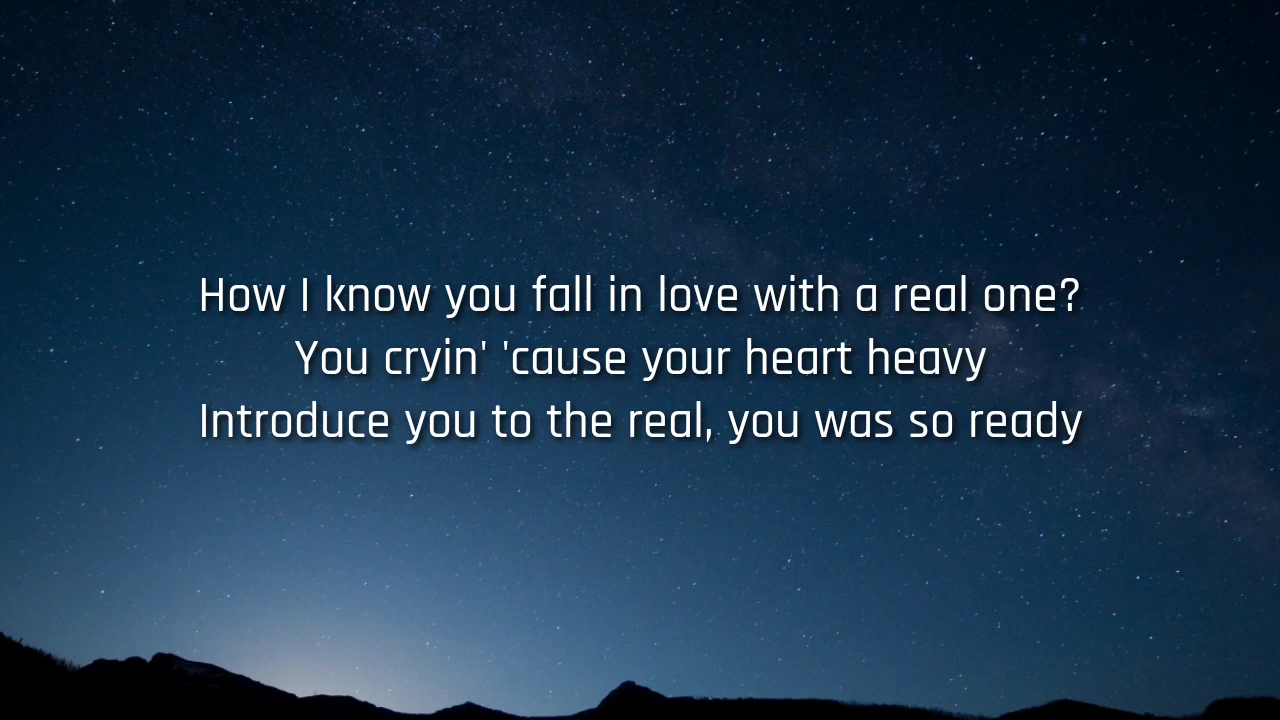 How I know you fall in love with a real one?
You cryin' 'cause your heart heavy
Introduce you to the real, you was so ready